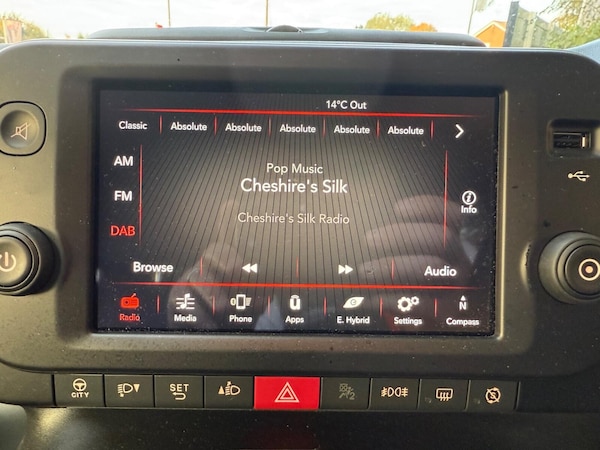 14°C Out
Classic Absolute Absolute Absolute Absolute Absolute
AM
FM
DAB
Pop Music
Cheshire's Silk
Cheshire's Silk Radio
Info
Browse
Audio
Radio Media Phone Apps E. Hybrid Settings Compass
N
CITY
SET